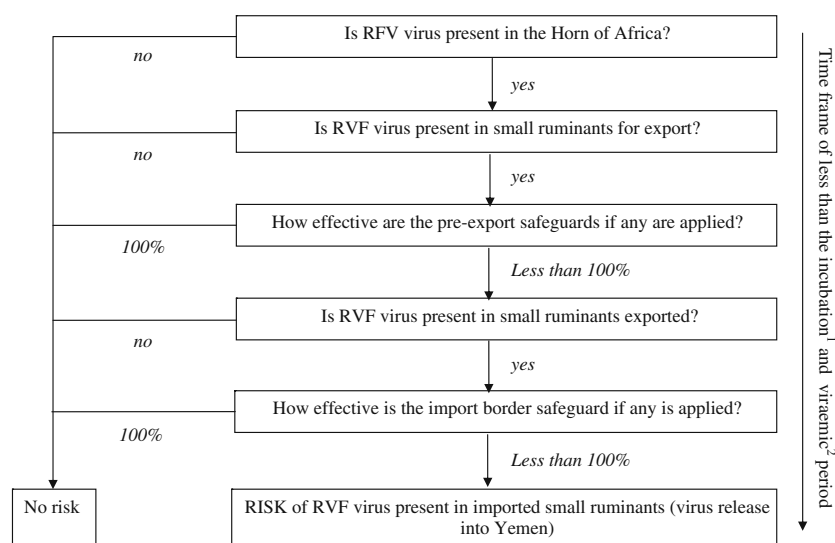 Is RFV virus present in the Horn of Africa?
no
yes
Is RVF virus present in small ruminants for export?
no
yes
How effective are the pre-export safeguards if any are applied?
100%
Less than 100%
Is RVF virus present in small ruminants exported?
no
yes
How effective is the import border safeguard if any is applied?
100%
Less than 100%
No risk
RISK of RVF virus present in imported small ruminants (virus release
into Yemen)
Time frame of less than the incubation¹ and viraemic² period